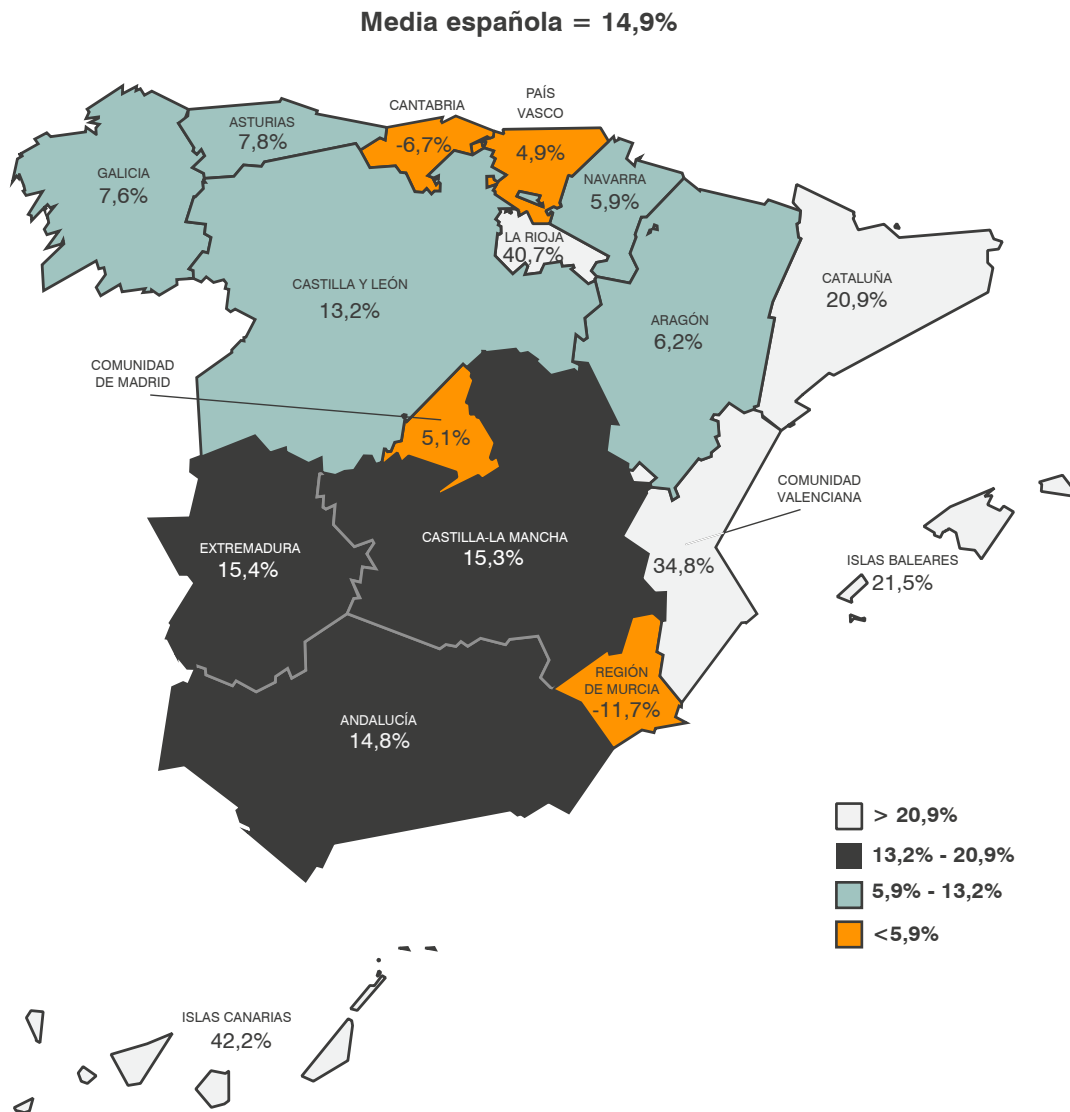 Media española = 14,9%
CANTABRIA
-6,7%
PAÍS
VASCO
4,9%
ASTURIAS
7,8%
GALICIA
7,6%
NAVARRA
5,9%
LA RIOJA
40,7%
CASTILLA Y LEÓN
13,2%
CATALUÑA
20,9%
ARAGÓN
6,2%
COMUNIDAD
DE MADRID
5,1%
COMUNIDAD
VALENCIANA
34,8%
EXTREMADURA
15,4%
CASTILLA-LA MANCHA
15,3%
ISLAS BALEARES
21,5%
REGIÓN
DE MURCIA
-11,7%
ANDALUCÍA
14,8%
> 20,9%
13,2% - 20,9%
5,9% - 13,2%
<5,9%
ISLAS CANARIAS
42,2%